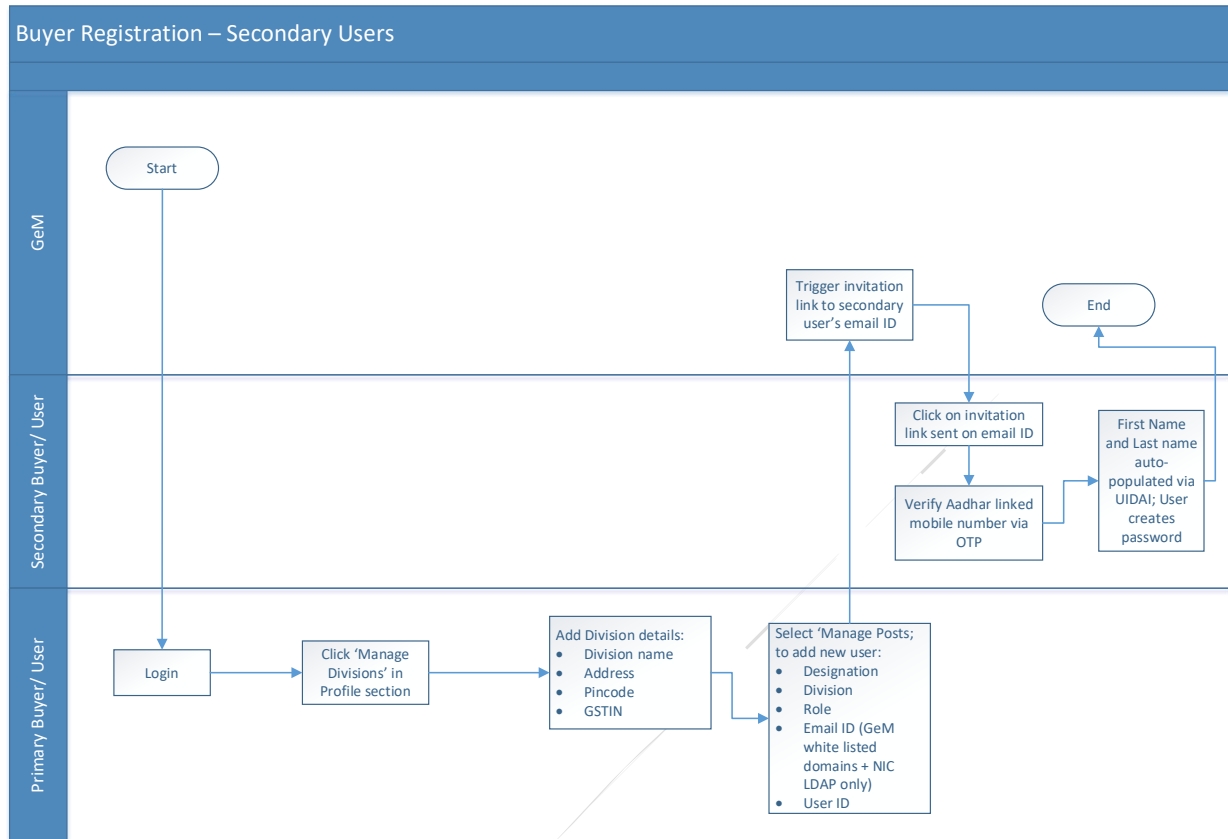 Buyer Registration – Secondary Users
GeM
Start
Trigger invitation
link to secondary
user's email ID
End
Secondary Buyer/ User
Click on invitation
link sent on email ID
Verify Aadhar linked
mobile number via
OTP
First Name
and Last name
auto-
populated via
UIDAI; User
creates
password
Primary Buyer/ User
Login
Click 'Manage
Divisions' in
Profile section
Add Division details:
• Division name
• Address
• Pincode
• GSTIN
Select 'Manage Posts;
to add new user:
• Designation
• Division
• Role
• Email ID (GeM
white listed
domains + NIC
LDAP only)
• User ID